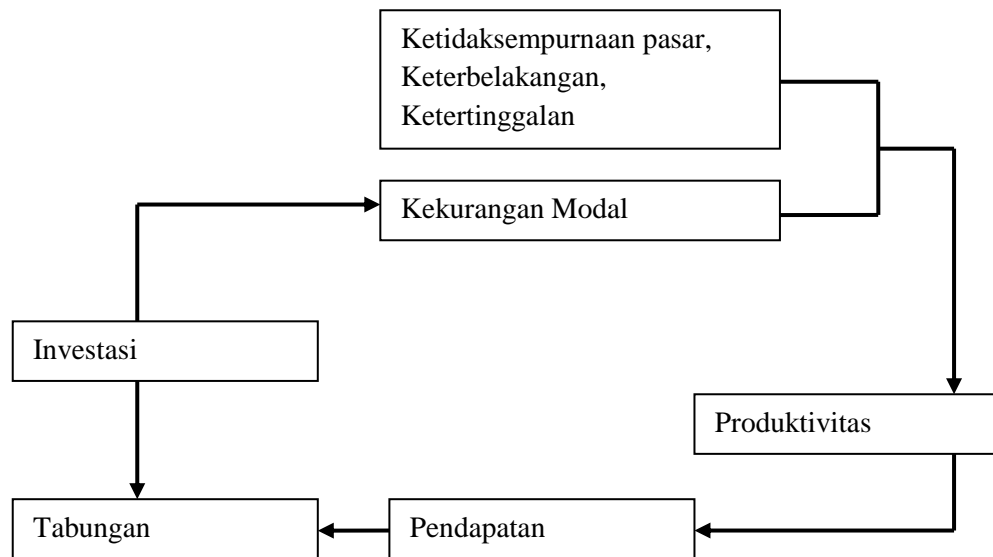 Ketidaksempurnaan pasar,
Keterbelakangan,
Ketertinggalan
Kekurangan Modal
Investasi
Produktivitas
Tabungan
Pendapatan